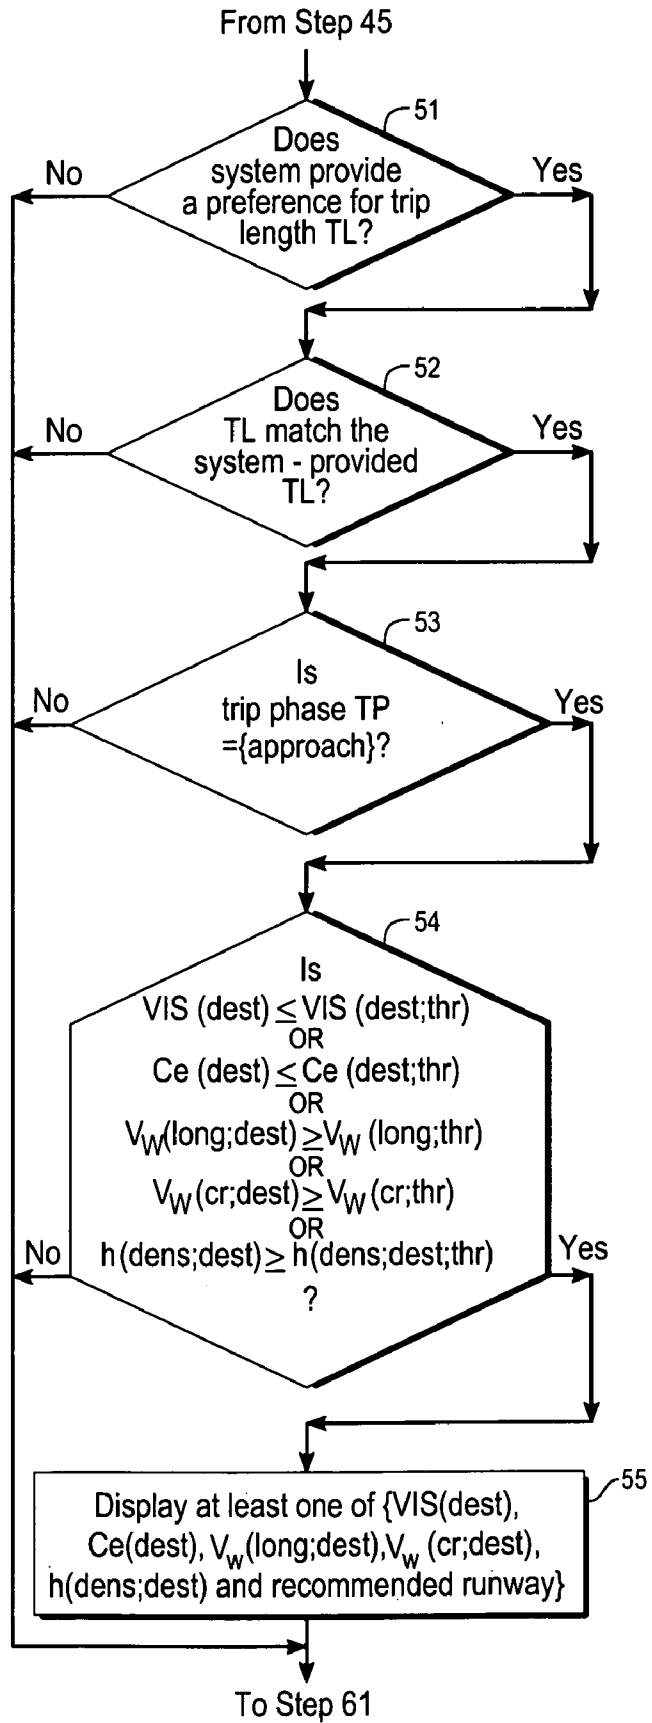 From Step 45
51
Does
system provide
a preference for trip
length TL?
No
Yes
52
Does
TL match the
system - provided
TL?
No
Yes
53
Is
trip phase TP
={approach}?
No
Yes
54
Is
VIS (dest) ≤ VIS (dest;thr)
OR
Ce (dest) ≤ Ce (dest;thr)
OR
VW(long;dest) ≥ VW (long;thr)
OR
VW (cr;dest) ≥ VW (cr;thr)
OR
h(dens;dest) ≥ h(dens;dest;thr)
?
No
Yes
55
Display at least one of {VIS(dest),
Ce(dest), Vw(long;dest),Vw (cr;dest),
h(dens;dest) and recommended runway}
To Step 61